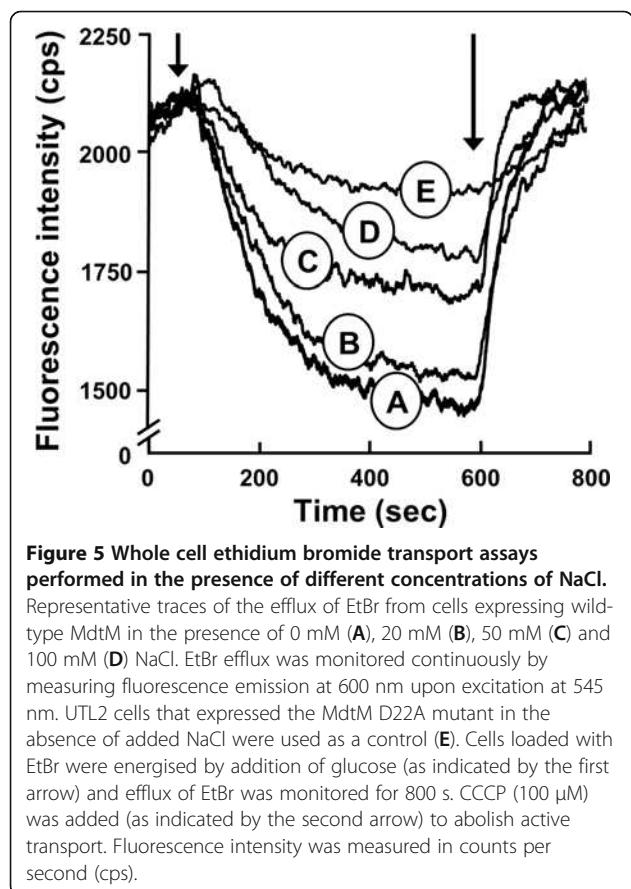 2250
2000
1750
1500
0
Fluorescence intensity (cps)
E
D
C
B
A
0 200 400 600 800
Time (sec)
Figure 5 Whole cell ethidium bromide transport assays
performed in the presence of different concentrations of NaCl.
Representative traces of the efflux of EtBr from cells expressing wild-
type MdtM in the presence of 0 mM (A), 20 mM (B), 50 mM (C) and
100 mM (D) NaCl. EtBr efflux was monitored continuously by
measuring fluorescence emission at 600 nm upon excitation at 545
nm. UTL2 cells that expressed the MdtM D22A mutant in the
absence of added NaCl were used as a control (E). Cells loaded with
EtBr were energised by addition of glucose (as indicated by the first
arrow) and efflux of EtBr was monitored for 800 s. CCCP (100 μM)
was added (as indicated by the second arrow) to abolish active
transport. Fluorescence intensity was measured in counts per
second (cps).